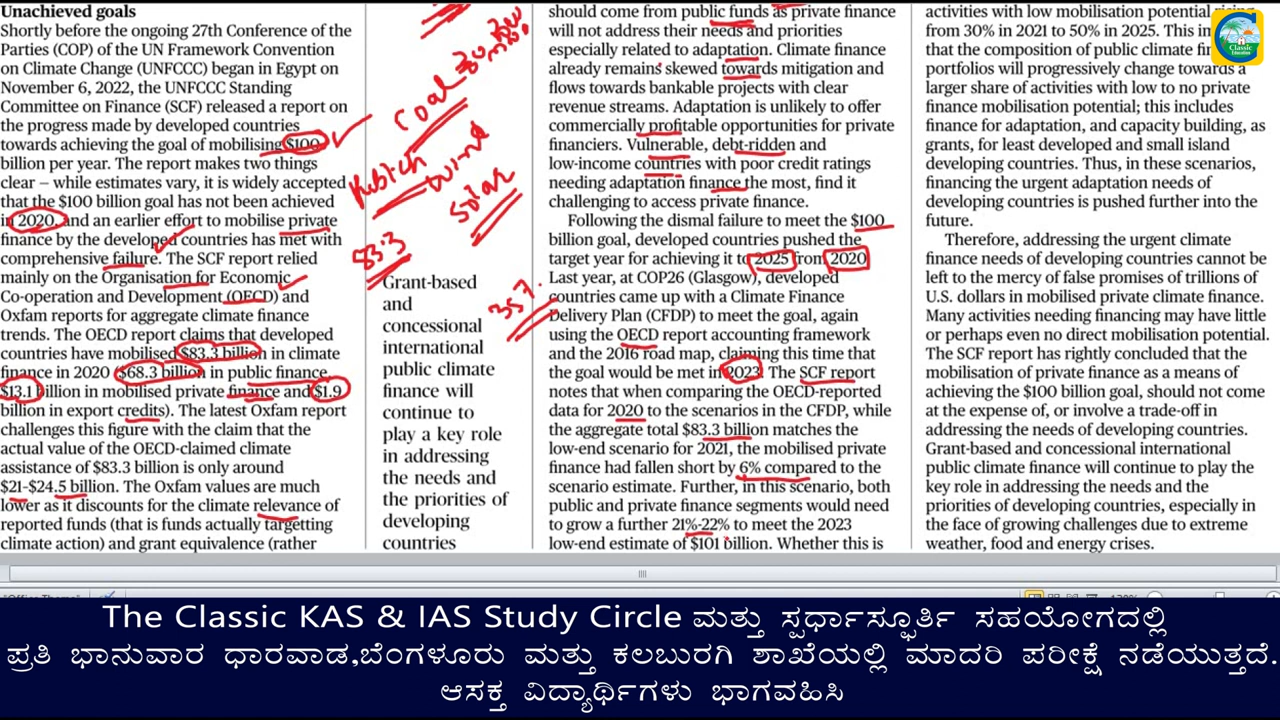 Unachieved goals
Shortly before the ongoing 27th Conference of the
Parties (COP) of the UN Framework Convention
on Climate Change (UNFCCC) began in Egypt on
November 6, 2022, the UNFCCC Standing
Committee on Finance (SCF) released a report on
the progress made by developed countries
towards achieving the goal of mobilising $100
billion per year. The report makes two things
clear — while estimates vary, it is widely accepted
that the $100 billion goal has not been achieved
in 2020, and an earlier effort to mobilise private
finance by the developed countries has met with
comprehensive failure. The SCF report relied
mainly on the Organisation for Economic
Co-operation and Development (OECD) and
Oxfam reports for aggregate climate finance
trends. The OECD report claims that developed
countries have mobilised $83.3 billion in climate
finance in 2020 ($68.3 billion in public finance,
$13.1 billion in mobilised private finance and $1.9
billion in export credits). The latest Oxfam report
challenges this figure with the claim that the
actual value of the OECD-claimed climate
assistance of $83.3 billion is only around
$21-$24.5 billion. The Oxfam values are much
lower as it discounts for the climate relevance of
reported funds (that is funds actually targeting
climate action) and grant equivalence (rather
Coal
Wind
Solar
83.3
357.
Grant-based
and
concessional
international
public climate
finance will
continue to
play a key role
in addressing
the needs and
the priorities of
developing
countries
should come from public funds as private finance
will not address their needs and priorities
especially related to adaptation. Climate finance
already remains skewed towards mitigation and
flows towards bankable projects with clear
revenue streams. Adaptation is unlikely to offer
commercially profitable opportunities for private
financiers. Vulnerable, debt-ridden and
low-income countries with poor credit ratings
needing adaptation finance the most, find it
challenging to access private finance.
Following the dismal failure to meet the $100
billion goal, developed countries pushed the
target year for achieving it to 2025 from 2020
Last year, at COP26 (Glasgow), developed
countries came up with a Climate Finance
Delivery Plan (CFDP) to meet the goal, again
using the OECD report accounting framework
and the 2016 road map, claiming this time that
the goal would be met in 2023. The SCF report
notes that when comparing the OECD-reported
data for 2020 to the scenarios in the CFDP, while
the aggregate total $83.3 billion matches the
low-end scenario for 2021, the mobilised private
finance had fallen short by 6% compared to the
scenario estimate. Further, in this scenario, both
public and private finance segments would need
to grow a further 21%-22% to meet the 2023
low-end estimate of $101 billion. Whether this is
activities with low mobilisation potential rising
from 30% in 2021 to 50% in 2025. This in
that the composition of public climate fin
portfolios will progressively change towards a
larger share of activities with low to no private
finance mobilisation potential; this includes
finance for adaptation, and capacity building, as
grants, for least developed and small island
developing countries. Thus, in these scenarios,
financing the urgent adaptation needs of
developing countries is pushed further into the
future.
Therefore, addressing the urgent climate
finance needs of developing countries cannot be
left to the mercy of false promises of trillions of
U.S. dollars in mobilised private climate finance.
Many activities needing financing may have little
or perhaps even no direct mobilisation potential.
The SCF report has rightly concluded that the
mobilisation of private finance as a means of
achieving the $100 billion goal, should not come
at the expense of, or involve a trade-off in
addressing the needs of developing countries.
Grant-based and concessional international
public climate finance will continue to play the
key role in addressing the needs and the
priorities of developing countries, especially in
the face of growing challenges due to extreme
weather, food and energy crises.
Classic
Education
The Classic KAS & IAS Study Circle ಮತ್ತು ಸ್ಪರ್ಧಾಸ್ಫೂರ್ತಿ ಸಹಯೋಗದಲ್ಲಿ
ಪ್ರತಿ ಭಾನುವಾರ ಧಾರವಾಡ,ಬೆಂಗಳೂರು ಮತ್ತು ಕಲಬುರಗಿ ಶಾಖೆಯಲ್ಲಿ ಮಾದರಿ ಪರೀಕ್ಷೆ ನಡೆಯುತ್ತದೆ.
ಆಸಕ್ತ ವಿದ್ಯಾರ್ಥಿಗಳು ಭಾಗವಹಿಸಿ